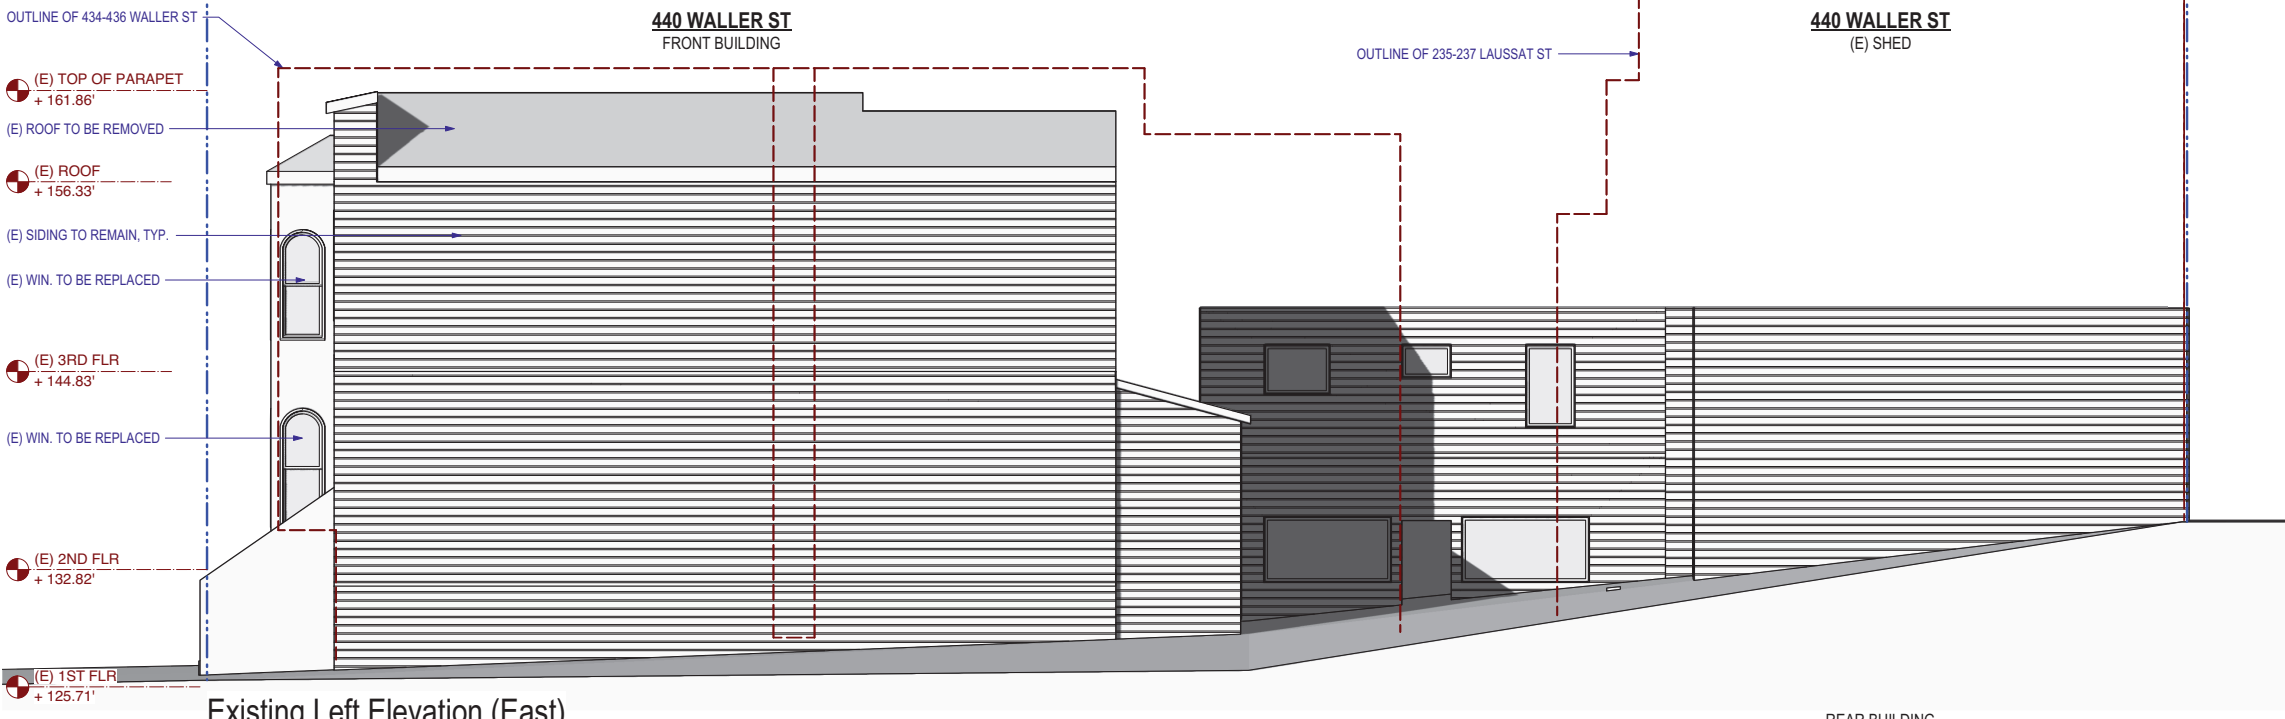 OUTLINE OF 434-436 WALLER ST
440 WALLER ST
FRONT BUILDING
440 WALLER ST
(E) SHED
OUTLINE OF 235-237 LAUSSAT ST
(E) TOP OF PARAPET
+ 161.86'
(E) ROOF TO BE REMOVED
(E) ROOF
+ 156.33'
(E) SIDING TO REMAIN, TYP.
(E) WIN. TO BE REPLACED
(E) 3RD FLR
+ 144.83'
(E) WIN. TO BE REPLACED
(E) 2ND FLR
+ 132.82'
(E) 1ST FLR
+ 125.71'
Existing Left Elevation (East)
REAR BUILDING